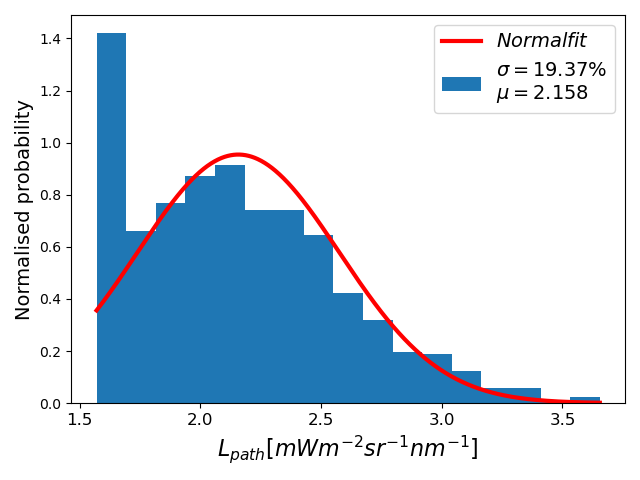 Normalfit
σ = 19.37%
μ = 2.158
Normalised probability
1.4
1.2
1.0
0.8
0.6
0.4
0.2
0.0
1.5 2.0 2.5 3.0 3.5
L_path[mWm⁻²sr⁻¹nm⁻¹]